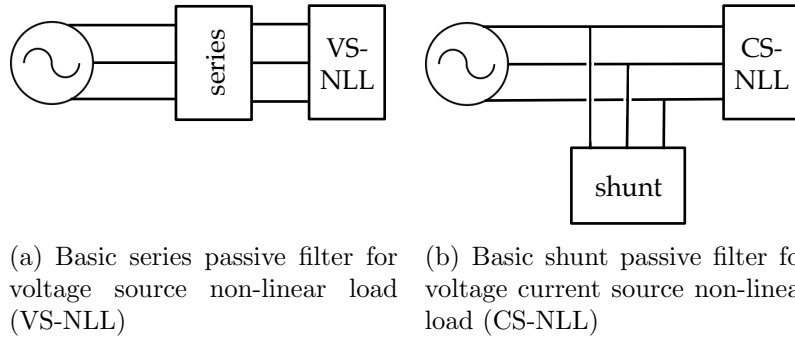 series
VS-
NLL
CS-
NLL
shunt
(a) Basic series passive filter for
voltage source non-linear load
(VS-NLL)
(b) Basic shunt passive filter fo
voltage current source non-linea
load (CS-NLL)